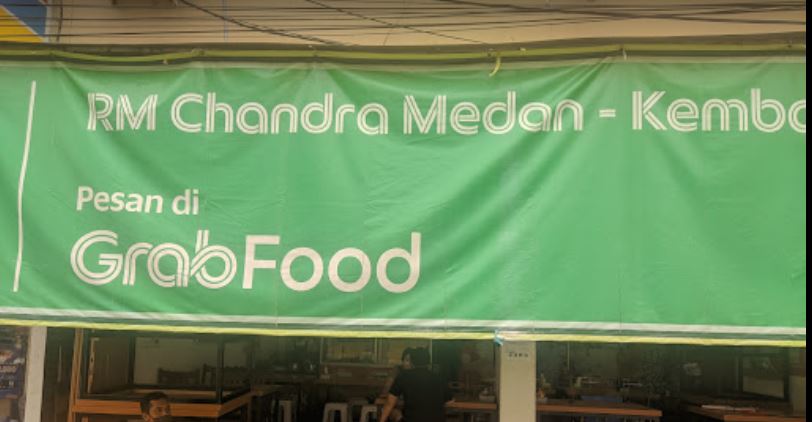 RM Chandra Medan - Kemba
Pesan di
GrabFood